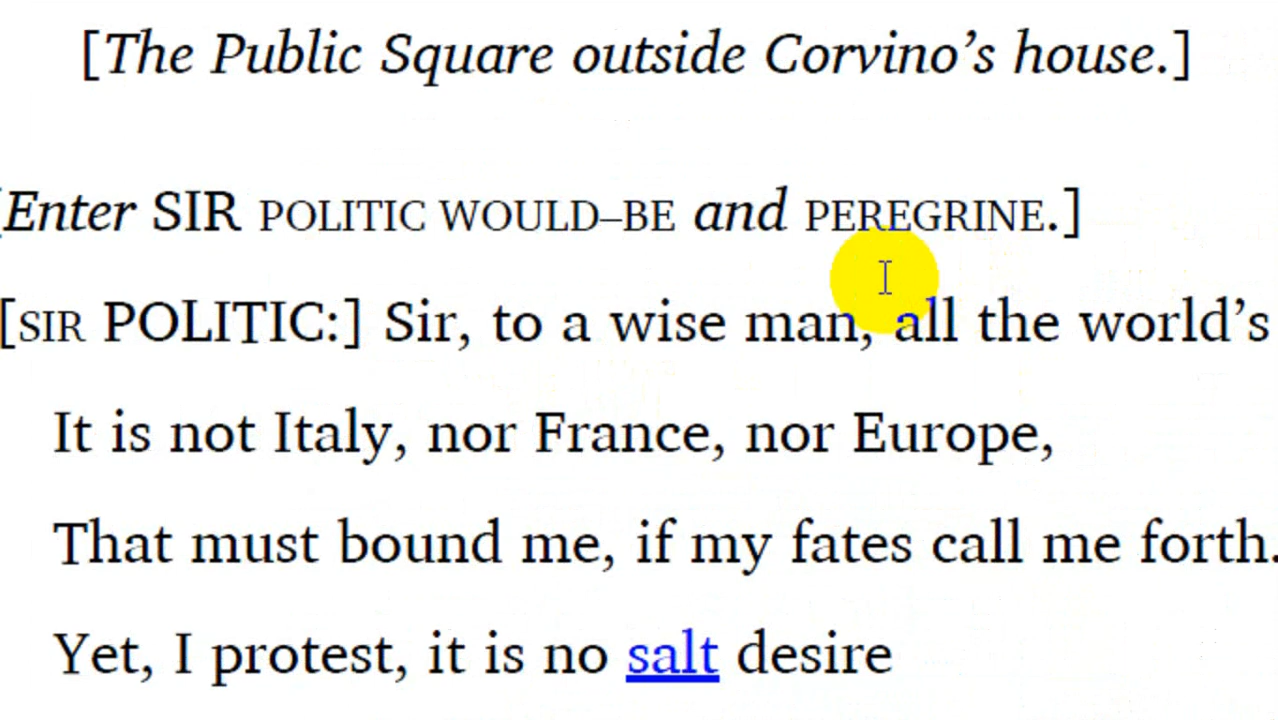 [The Public Square outside Corvino’s house.]
[Enter SIR POLITIC WOULD–BE and PEREGRINE.]
[SIR POLITIC:] Sir, to a wise man, all the world’s
It is not Italy, nor France, nor Europe,
That must bound me, if my fates call me forth.
Yet, I protest, it is no salt desire